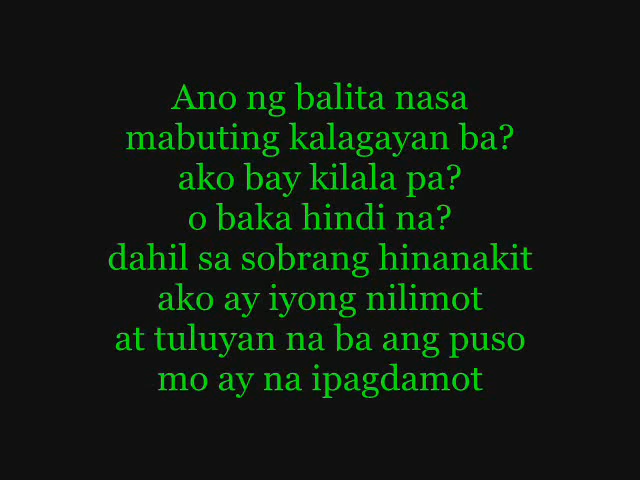 Ano ng balita nasa
mabuting kalagayan ba?
ako bay kilala pa?
o baka hindi na?
dahil sa sobrang hinanakit
ako ay iyong nilimot
at tuluyan na ba ang puso
mo ay na ipagdamot